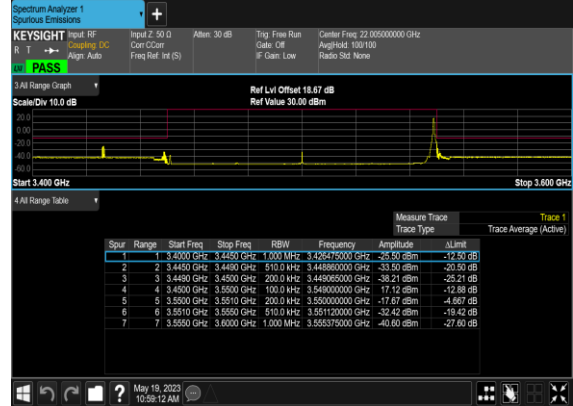 Spectrum Analyzer 1
Spurious Emissions
+
KEYSIGHT Input: RF Input Z: 50 Ω Atten: 30 dB Trig: Free Run Center Freq: 22.005000000 GHz
R T Coupling: DC Corr CCorr Gate: Off Avg|Hold: 100/100
Align: Auto Freq Ref: Int (S) IF Gain: Low Radio Std: None
LU PASS
3 All Range Graph
Ref Lvl Offset 18.67 dB
Scale/Div 10.0 dB Ref Value 30.00 dBm
20.0
0.00
-20.0
-40.0
-60.0
Start 3.400 GHz Stop 3.600 GHz
4 All Range Table
Measure Trace Trace 1
Trace Type Trace Average (Active)
Spur Range Start Freq Stop Freq RBW Frequency Amplitude ΔLimit
1 1 3.4000 GHz 3.4450 GHz 1.000 MHz 3.426475000 GHz -25.50 dBm -12.50 dB
2 2 3.4450 GHz 3.4490 GHz 510.0 kHz 3.448860000 GHz -33.50 dBm -20.50 dB
3 3 3.4490 GHz 3.4500 GHz 200.0 kHz 3.449065000 GHz -38.21 dBm -25.21 dB
4 4 3.4500 GHz 3.5500 GHz 100.0 kHz 3.549000000 GHz 17.12 dBm -12.88 dB
5 5 3.5500 GHz 3.5510 GHz 200.0 kHz 3.550000000 GHz -17.67 dBm -4.667 dB
6 6 3.5510 GHz 3.5550 GHz 510.0 kHz 3.551120000 GHz -32.42 dBm -19.42 dB
7 7 3.5550 GHz 3.6000 GHz 1.000 MHz 3.555375000 GHz -40.60 dBm -27.60 dB
? May 19, 2023
10:59:12 AM